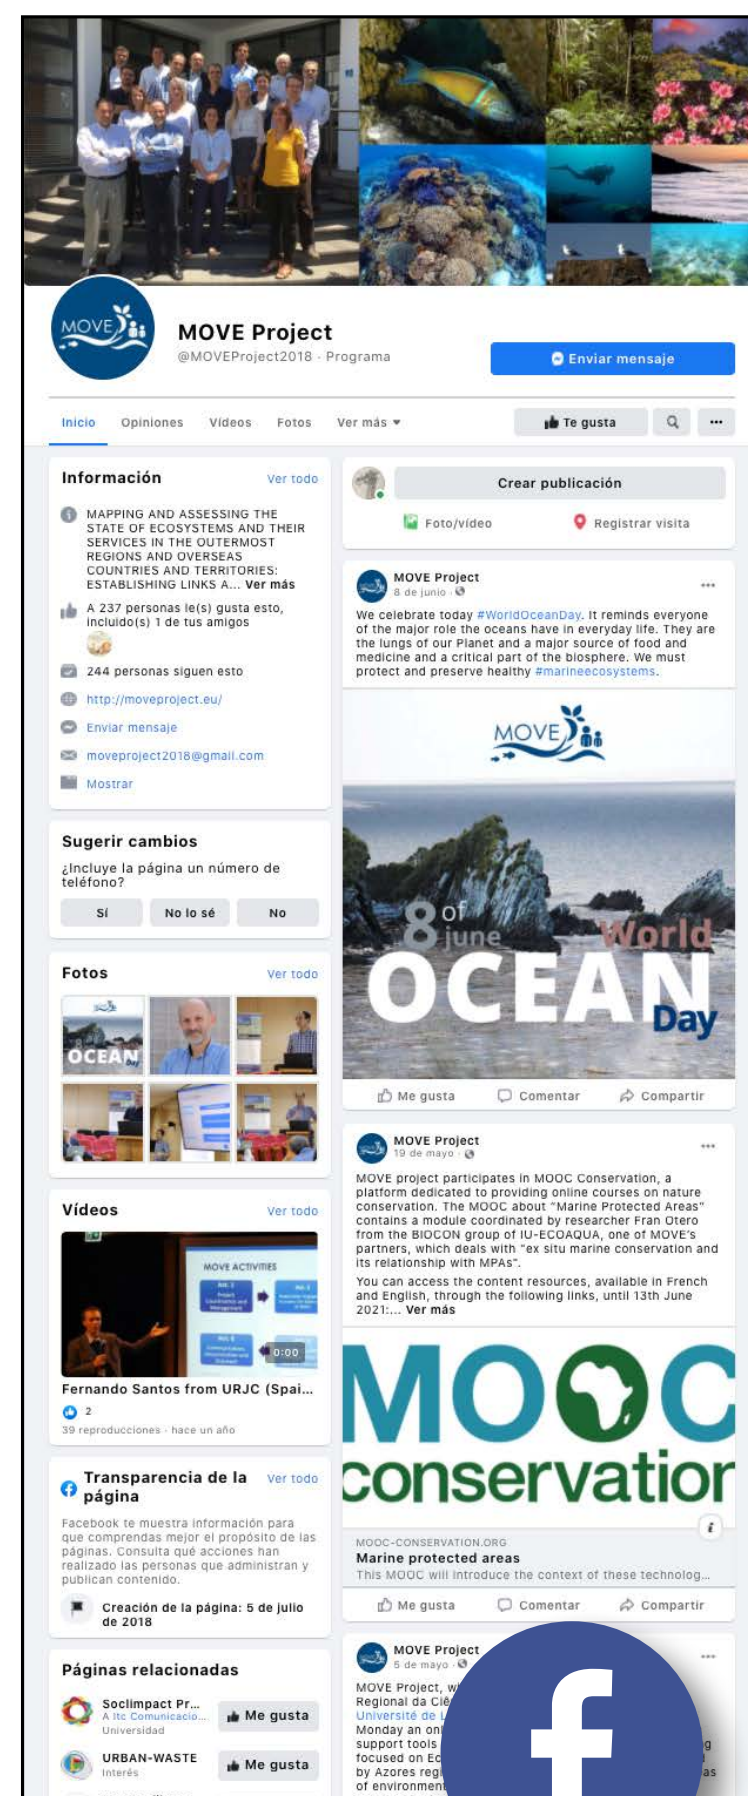 MOVE
MOVE Project
@MOVEProject2018 · Programa
Enviar mensaje
Inicio
Opiniones
Vídeos
Fotos
Ver más
Te gusta
Información
Ver todo
MAPPING AND ASSESSING THE
STATE OF ECOSYSTEMS AND THEIR
SERVICES IN THE OUTERMOST
REGIONS AND OVERSEAS
COUNTRIES AND TERRITORIES:
ESTABLISHING LINKS A... Ver más
A 237 personas le(s) gusta esto,
incluido(s) 1 de tus amigos
244 personas siguen esto
http://moveproject.eu/
Enviar mensaje
moveproject2018@gmail.com
Mostrar
Sugerir cambios
¿Incluye la página un número de
teléfono?
Sí
No lo sé
No
Fotos
Ver todo
OCEAN
Vídeos
Ver todo
MOVE ACTIVITIES
0:00
Fernando Santos from URJC (Spai...
2
39 reproducciones · hace un año
Transparencia de la
página
Ver todo
Facebook te muestra información para
que comprendas mejor el propósito de las
páginas. Consulta qué acciones han
realizado las personas que administran y
publican contenido.
Creación de la página: 5 de julio
de 2018
Páginas relacionadas
Soclimpact Pr...
A Itc Comunicacio...
Universidad
Me gusta
URBAN-WASTE
Interés
Me gusta
Crear publicación
Foto/vídeo
Registrar visita
MOVE Project
8 de junio
We celebrate today #WorldOceanDay. It reminds everyone
of the major role the oceans have in everyday life. They are
the lungs of our Planet and a major source of food and
medicine and a critical part of the biosphere. We must
protect and preserve healthy #marineecosystems.
MOVE
8 of
june
World
OCEAN
Day
Me gusta
Comentar
Compartir
MOVE Project
19 de mayo
MOVE project participates in MOOC Conservation, a
platform dedicated to providing online courses on nature
conservation. The MOOC about "Marine Protected Areas"
contains a module coordinated by researcher Fran Otero
from the BIOCON group of IU-ECOAQUA, one of MOVE's
partners, which deals with "ex situ marine conservation and
its relationship with MPAs".
You can access the content resources, available in French
and English, through the following links, until 13th June
2021:... Ver más
MOOC
conservation
MOOC-CONSERVATION.ORG
Marine protected areas
This MOOC will introduce the context of these technolog...
Me gusta
Comentar
Compartir
MOVE Project
5 de mayo
MOVE Project, w
Regional da Ciê
Université de L
Monday an onl
support tools
focused on Ec
by Azores regi
of environment
f